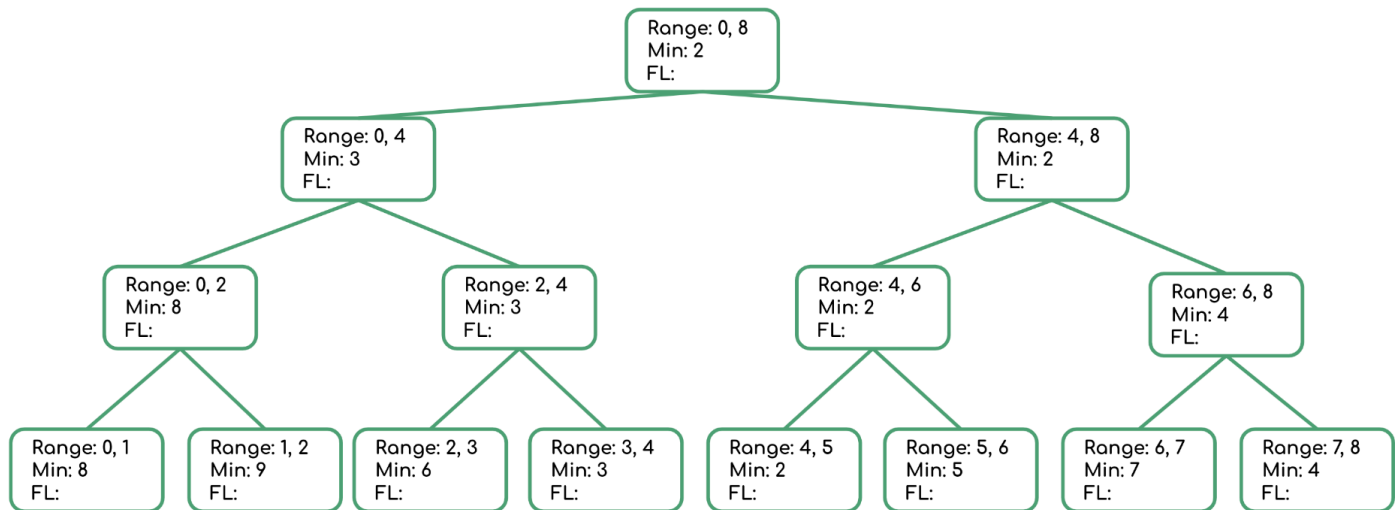 Range: 0, 8
Min: 2
FL:
Range: 0, 4
Min: 3
FL:
Range: 4, 8
Min: 2
FL:
Range: 0, 2
Min: 8
FL:
Range: 2, 4
Min: 3
FL:
Range: 4, 6
Min: 2
FL:
Range: 6, 8
Min: 4
FL:
Range: 0, 1
Min: 8
FL:
Range: 1, 2
Min: 9
FL:
Range: 2, 3
Min: 6
FL:
Range: 3, 4
Min: 3
FL:
Range: 4, 5
Min: 2
FL:
Range: 5, 6
Min: 5
FL:
Range: 6, 7
Min: 7
FL:
Range: 7, 8
Min: 4
FL: